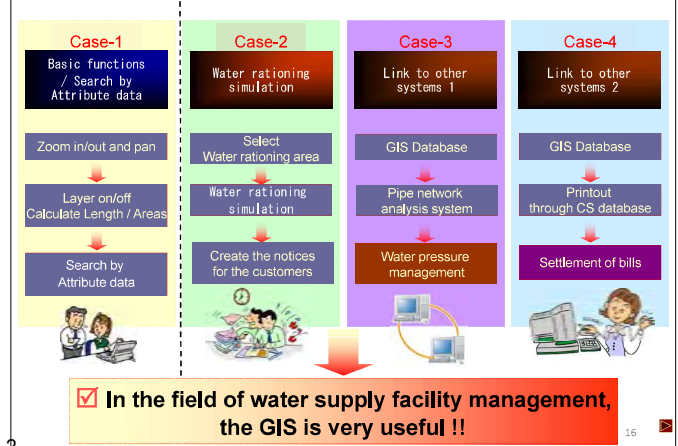 Case-1
Basic functions
/ Search by
Attribute data
Zoom in/out and pan
Layer on/off
Calculate Length / Areas
Search by
Attribute data
Case-2
Water rationing
simulation
Select
Water rationing area
Water rationing
simulation
Create the notices
for the customers
Case-3
Link to other
systems 1
GIS Database
Pipe network
analysis system
Water pressure
management
Case-4
Link to other
systems 2
GIS Database
Printout
through CS database
Settlement of bills
☑ In the field of water supply facility management,
the GIS is very useful !!
16